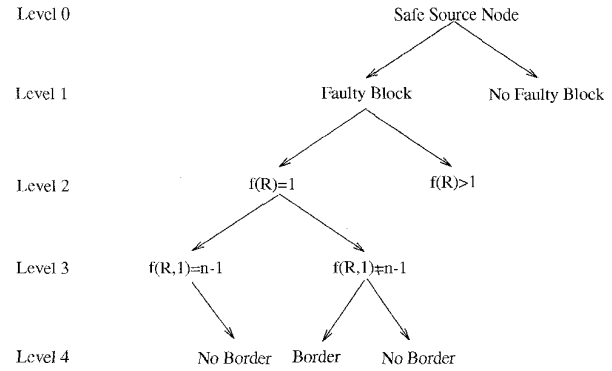 Level 0 Safe Source Node
Level 1 Faulty Block No Faulty Block
Level 2 f(R)=1 f(R)>1
Level 3 f(R,1)=n-1 f(R,1)≠n-1
Level 4 No Border Border No Border